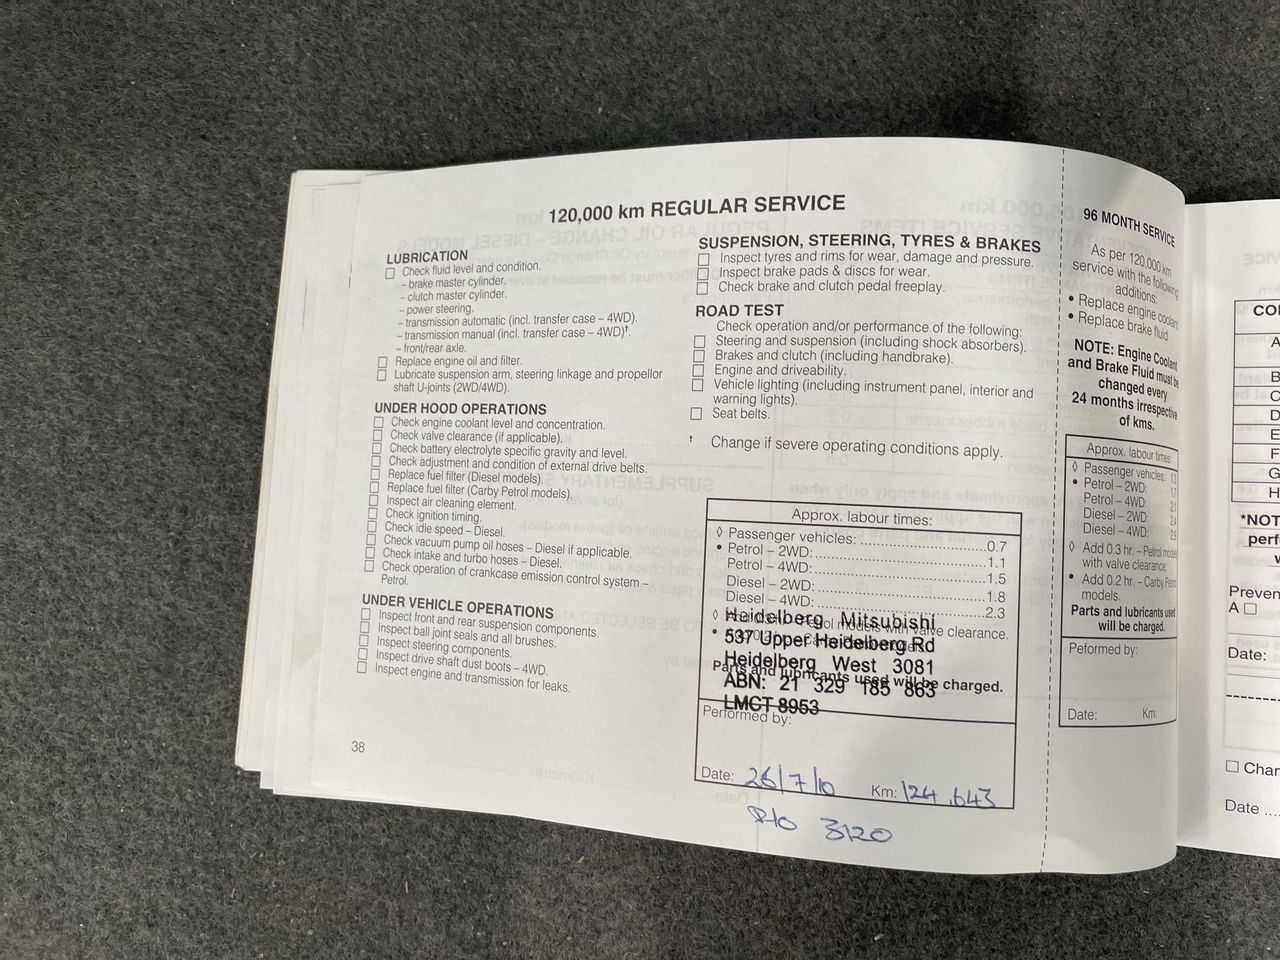 120,000 km REGULAR SERVICE
LUBRICATION
☐ Check fluid level and condition.
– brake master cylinder.
– clutch master cylinder.
– power steering.
– transmission automatic (incl. transfer case – 4WD).
– transmission manual (incl. transfer case – 4WD)†.
– front/rear axle.
☐ Replace engine oil and filter.
☐ Lubricate suspension arm, steering linkage and propellor
shaft U-joints (2WD/4WD).
UNDER HOOD OPERATIONS
☐ Check engine coolant level and concentration.
☐ Check valve clearance (if applicable).
☐ Check battery electrolyte specific gravity and level.
☐ Check adjustment and condition of external drive belts.
☐ Replace fuel filter (Diesel models).
☐ Replace fuel filter (Carby Petrol models).
☐ Inspect air cleaning element.
☐ Check ignition timing.
☐ Check idle speed – Diesel.
☐ Check vacuum pump oil hoses – Diesel if applicable.
☐ Check intake and turbo hoses – Diesel.
☐ Check operation of crankcase emission control system –
Petrol.
UNDER VEHICLE OPERATIONS
☐ Inspect front and rear suspension components.
☐ Inspect ball joint seals and all brushes.
☐ Inspect steering components.
☐ Inspect drive shaft dust boots – 4WD.
☐ Inspect engine and transmission for leaks.
38
SUSPENSION, STEERING, TYRES & BRAKES
☐ Inspect tyres and rims for wear, damage and pressure.
☐ Inspect brake pads & discs for wear.
☐ Check brake and clutch pedal freeplay.
ROAD TEST
Check operation and/or performance of the following:
☐ Steering and suspension (including shock absorbers).
☐ Brakes and clutch (including handbrake).
☐ Engine and driveability.
☐ Vehicle lighting (including instrument panel, interior and
warning lights).
☐ Seat belts.
† Change if severe operating conditions apply.
Approx. labour times:
◊ Passenger vehicles: 0.7
• Petrol – 2WD: 1.1
Petrol – 4WD: 1.5
Diesel – 2WD: 1.8
Diesel – 4WD: 2.3
Heidelberg Mitsubishi
537 Upper Heidelberg Rd
Heidelberg West 3081
Parts and lubricants used will be charged.
ABN: 21 329 185 863
LMCT 8953
Performed by:
Date: 26/7/10 Km: 124,643
3120
96 MONTH SERVICE
As per 120,000 km
service with the following
additions:
• Replace engine coolant
• Replace brake fluid
NOTE: Engine Coolant
and Brake Fluid must be
changed every
24 months irrespective
of kms.
Approx. labour times:
◊ Passenger vehicles:
• Petrol – 2WD:
Petrol – 4WD:
Diesel – 2WD:
Diesel – 4WD:
◊ Add 0.3 hr. – Petrol models
with valve clearance.
• Add 0.2 hr. – Carby Petrol
models.
Parts and lubricants used
will be charged.
Peformed by:
Date: Km:
CO
A
B
C
D
E
F
G
H
*NOT
perf
Preven
A ☐
Date:
☐ Char
Date ....